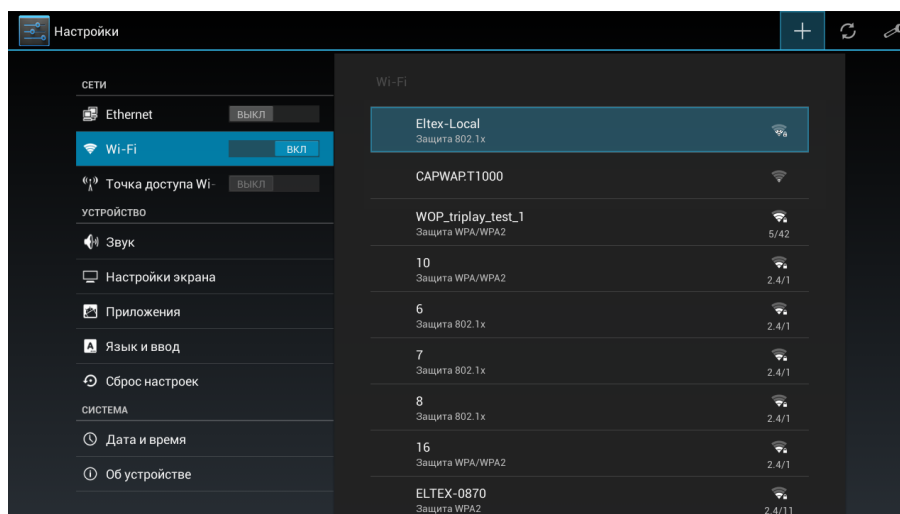 Настройки
СЕТИ
Ethernet ВЫКЛ
Wi-Fi ВКЛ
Точка доступа Wi- ВЫКЛ
УСТРОЙСТВО
Звук
Настройки экрана
Приложения
Язык и ввод
Сброс настроек
СИСТЕМА
Дата и время
Об устройстве
Wi-Fi
Eltex-Local
Защита 802.1x
CAPWAP.T1000
WOP_triplay_test_1
Защита WPA/WPA2
5/42
10
Защита WPA/WPA2
2.4/1
6
Защита 802.1x
2.4/1
7
Защита 802.1x
2.4/1
8
Защита 802.1x
2.4/1
16
Защита WPA/WPA2
2.4/1
ELTEX-0870
Защита WPA2
2.4/11